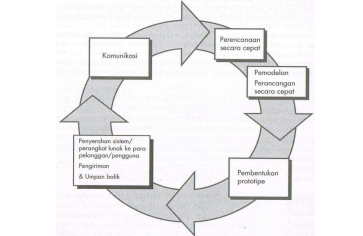 Komunikasi
Perencanaan
secara cepat
Pemodelan
Perancangan
secara cepat
Pembentukan
prototipe
Penyerahan sistem/
perangkat lunak ke para
pelanggan/pengguna
Pengiriman
& Umpan balik